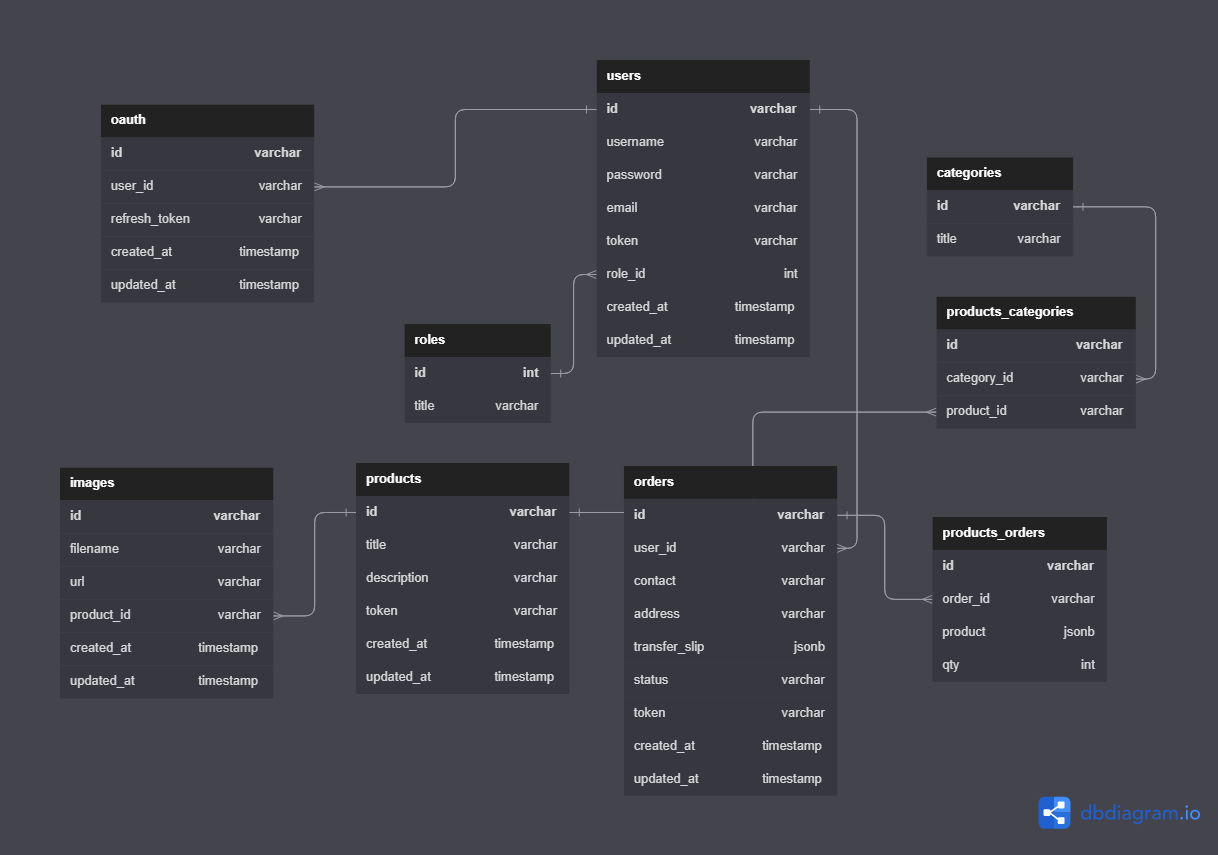 users
id varchar
username varchar
password varchar
email varchar
token varchar
role_id int
created_at timestamp
updated_at timestamp
oauth
id varchar
user_id varchar
refresh_token varchar
created_at timestamp
updated_at timestamp
categories
id varchar
title varchar
products_categories
id varchar
category_id varchar
product_id varchar
roles
id int
title varchar
images
id varchar
filename varchar
url varchar
product_id varchar
created_at timestamp
updated_at timestamp
products
id varchar
title varchar
description varchar
token varchar
created_at timestamp
updated_at timestamp
orders
id varchar
user_id varchar
contact varchar
address varchar
transfer_slip jsonb
status varchar
token varchar
created_at timestamp
updated_at timestamp
products_orders
id varchar
order_id varchar
product jsonb
qty int
dbdiagram.io